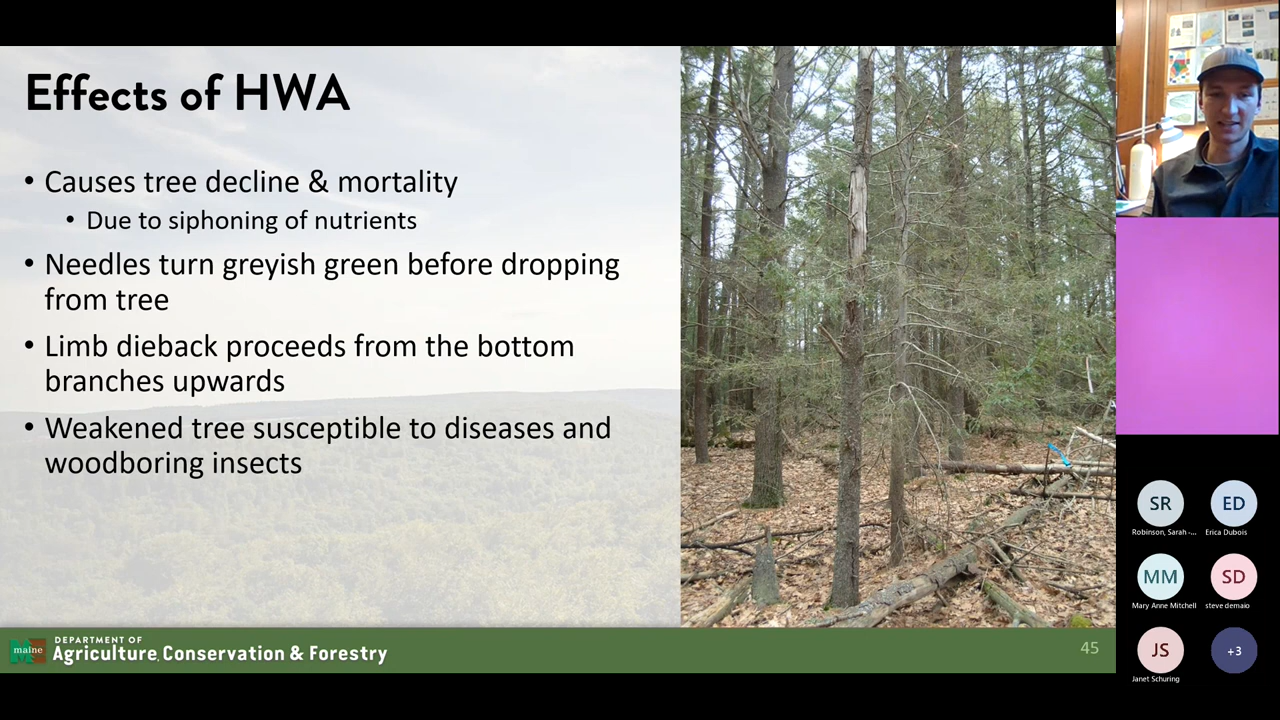 Effects of HWA
• Causes tree decline & mortality
• Due to siphoning of nutrients
• Needles turn greyish green before dropping
from tree
• Limb dieback proceeds from the bottom
branches upwards
• Weakened tree susceptible to diseases and
woodboring insects
maine
DEPARTMENT OF
Agriculture, Conservation & Forestry
45
SR
Robinson, Sarah -...
ED
Erica Dubois
MM
Mary Anne Mitchell
SD
steve demaio
JS
Janet Schuring
+3